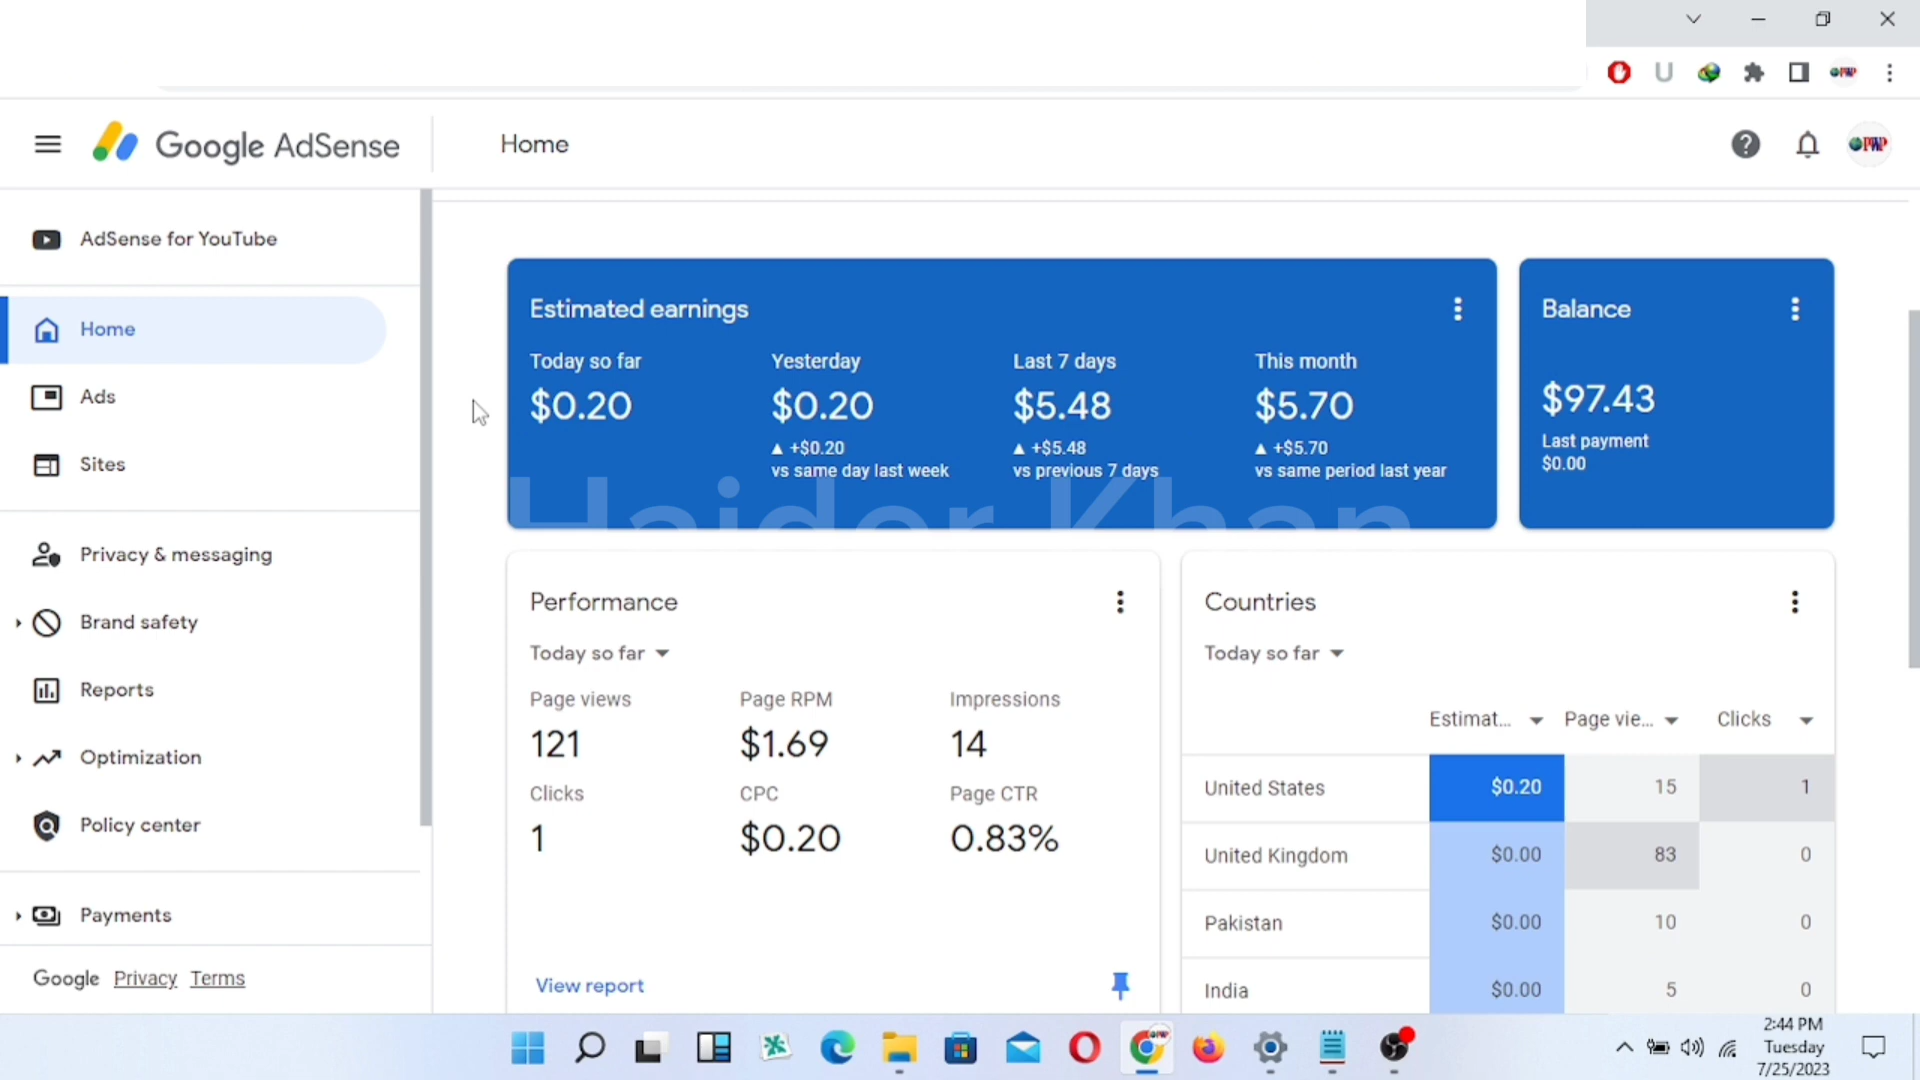 Google AdSense
Home
AdSense for YouTube
Home
Ads
Sites
Privacy & messaging
Brand safety
Reports
Optimization
Policy center
Payments
Google Privacy Terms
Estimated earnings
Today so far
$0.20
Yesterday
$0.20
+$0.20
vs same day last week
Last 7 days
$5.48
+$5.48
vs previous 7 days
This month
$5.70
+$5.70
vs same period last year
Balance
$97.43
Last payment
$0.00
Haider Khan
Performance
Today so far
Page views
121
Page RPM
$1.69
Impressions
14
Clicks
1
CPC
$0.20
Page CTR
0.83%
View report
Countries
Today so far
Estimat... Page vie... Clicks
United States $0.20 15 1
United Kingdom $0.00 83 0
Pakistan $0.00 10 0
India $0.00 5 0
2:44 PM
Tuesday
7/25/2023